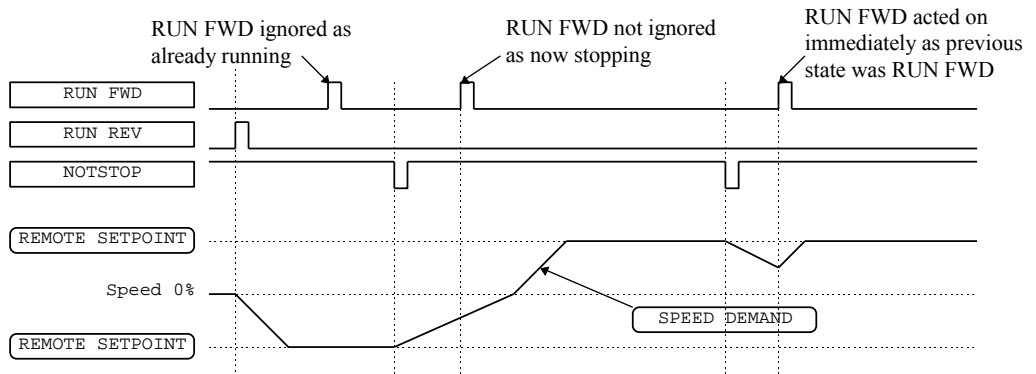 RUN FWD ignored as
already running
RUN FWD not ignored
as now stopping
RUN FWD acted on
immediately as previous
state was RUN FWD
RUN FWD
RUN REV
NOTSTOP
REMOTE SETPOINT
Speed 0%
SPEED DEMAND
REMOTE SETPOINT